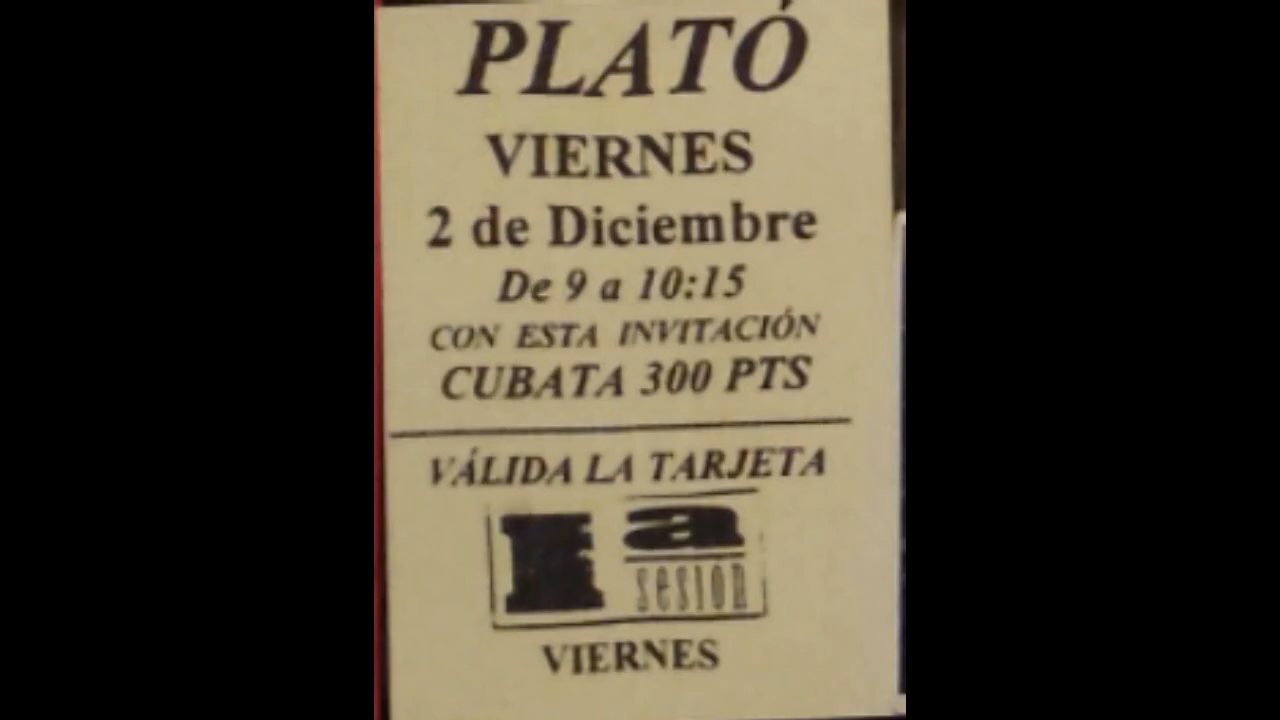 PLATÓ
VIERNES
2 de Diciembre
De 9 a 10:15
CON ESTA INVITACIÓN
CUBATA 300 PTS
VÁLIDA LA TARJETA
I a
sesion
VIERNES